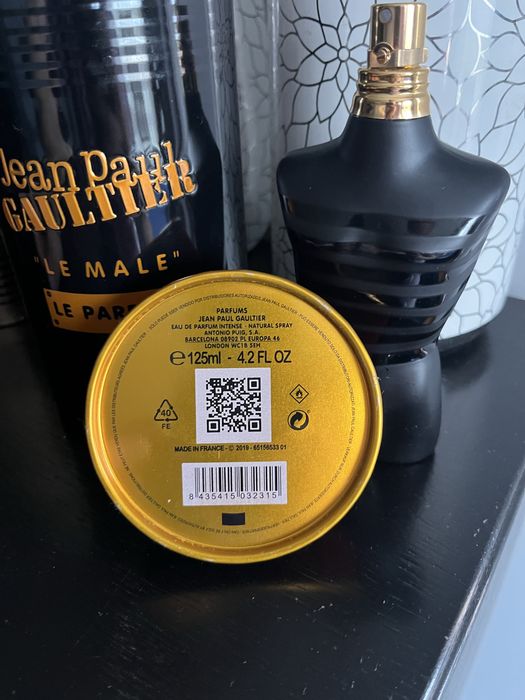 Jean Paul
GAULTIER
"LE MALE"
LE PAR
PARFUMS
JEAN PAUL GAULTIER
EAU DE PARFUM INTENSE - NATURAL SPRAY
ANTONIO PUIG, S.A.
BARCELONA 08902 PL EUROPA 46
LONDON WC1B 5EH
e 125ml - 4.2 FL OZ
40
FE
MADE IN FRANCE - © 2019 - 65156533 01
8 435415 032315